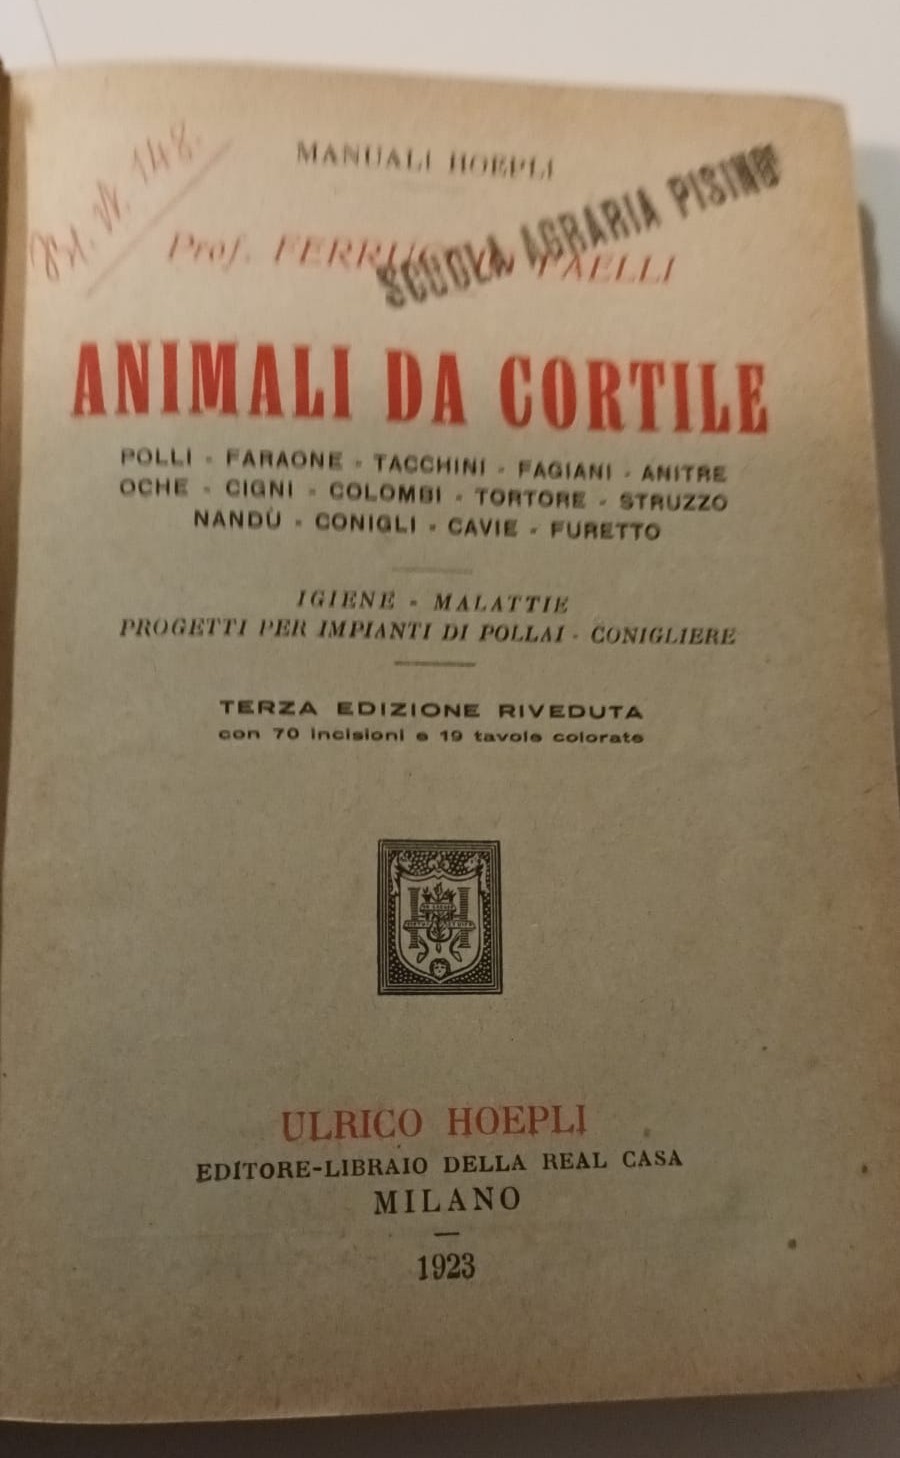 MANUALI HOEPLI
SCUOLA AGRARIA PISINO
Prof. FAELLI
ANIMALI DA CORTILE
POLLI - FARAONE - TACCHINI - FAGIANI - ANITRE
OCHE - CIGNI - COLOMBI - TORTORE - STRUZZO
NANDÙ - CONIGLI - CAVIE - FURETTO
IGIENE - MALATTIE
PROGETTI PER IMPIANTI DI POLLAI - CONIGLIERE
TERZA EDIZIONE RIVEDUTA
con 70 incisioni e 19 tavole colorate
ULRICO HOEPLI
EDITORE-LIBRAIO DELLA REAL CASA
MILANO
1923